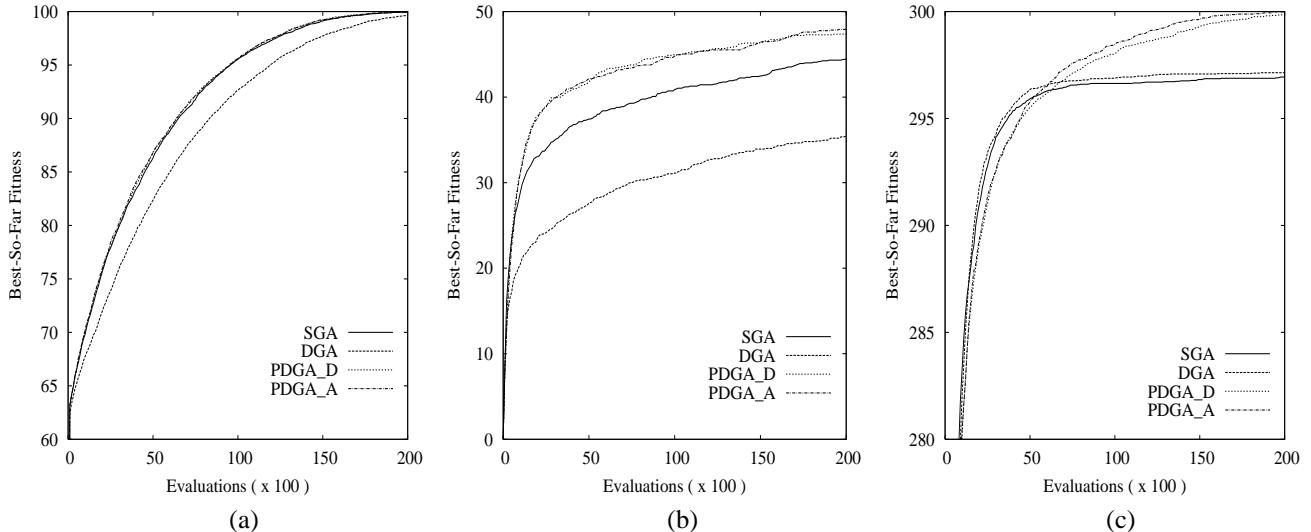 100
95
90
85
80
75
70
65
60
Best-So-Far Fitness
SGA
DGA
PDGA_D
PDGA_A
0 50 100 150 200
Evaluations ( x 100 )
(a)
50
40
30
20
10
0
Best-So-Far Fitness
SGA
DGA
PDGA_D
PDGA_A
0 50 100 150 200
Evaluations ( x 100 )
(b)
300
295
290
285
280
Best-So-Far Fitness
SGA
DGA
PDGA_D
PDGA_A
0 50 100 150 200
Evaluations ( x 100 )
(c)